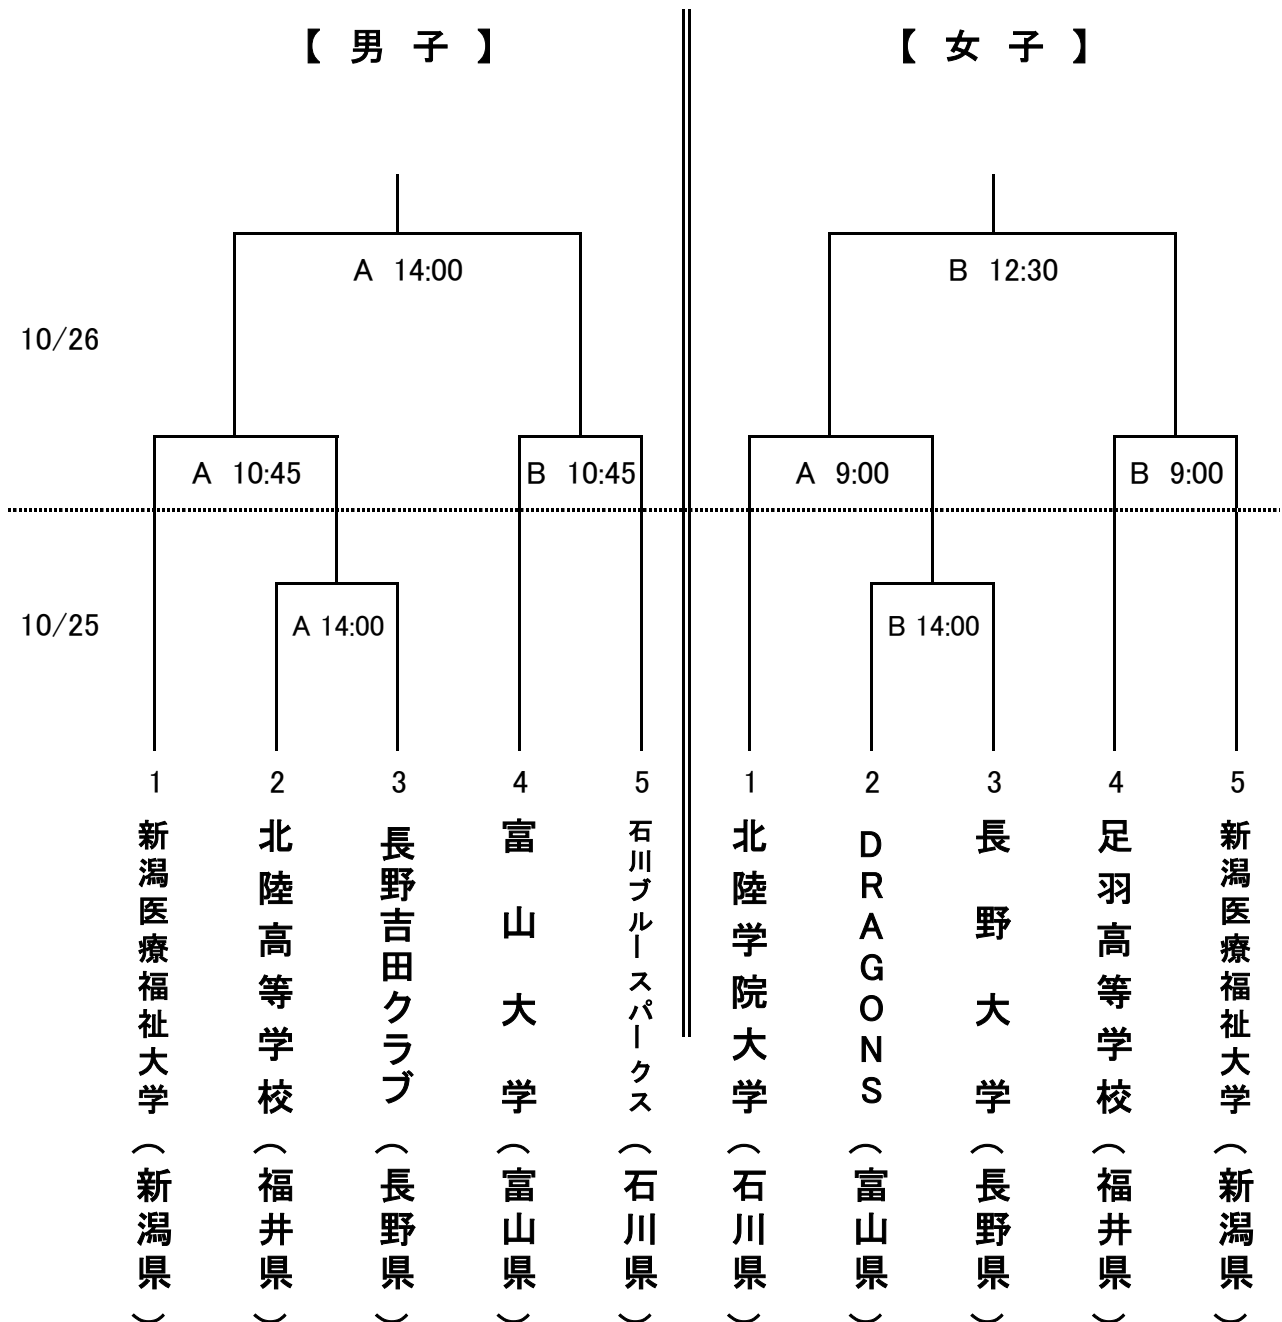 【 男 子 】
A 14:00
10/26
A 10:45
B 10:45
10/25
A 14:00
1
2
3
4
5
新潟医療福祉大学(新潟県)
北陸高等学校(福井県)
長野吉田クラブ(長野県)
富山大学(富山県)
石川ブルースパークス(石川県)
【 女 子 】
B 12:30
A 9:00
B 9:00
B 14:00
1
2
3
4
5
北陸学院大学(石川県)
DRAGONS(富山県)
長野大学(長野県)
足羽高等学校(福井県)
新潟医療福祉大学(新潟県)